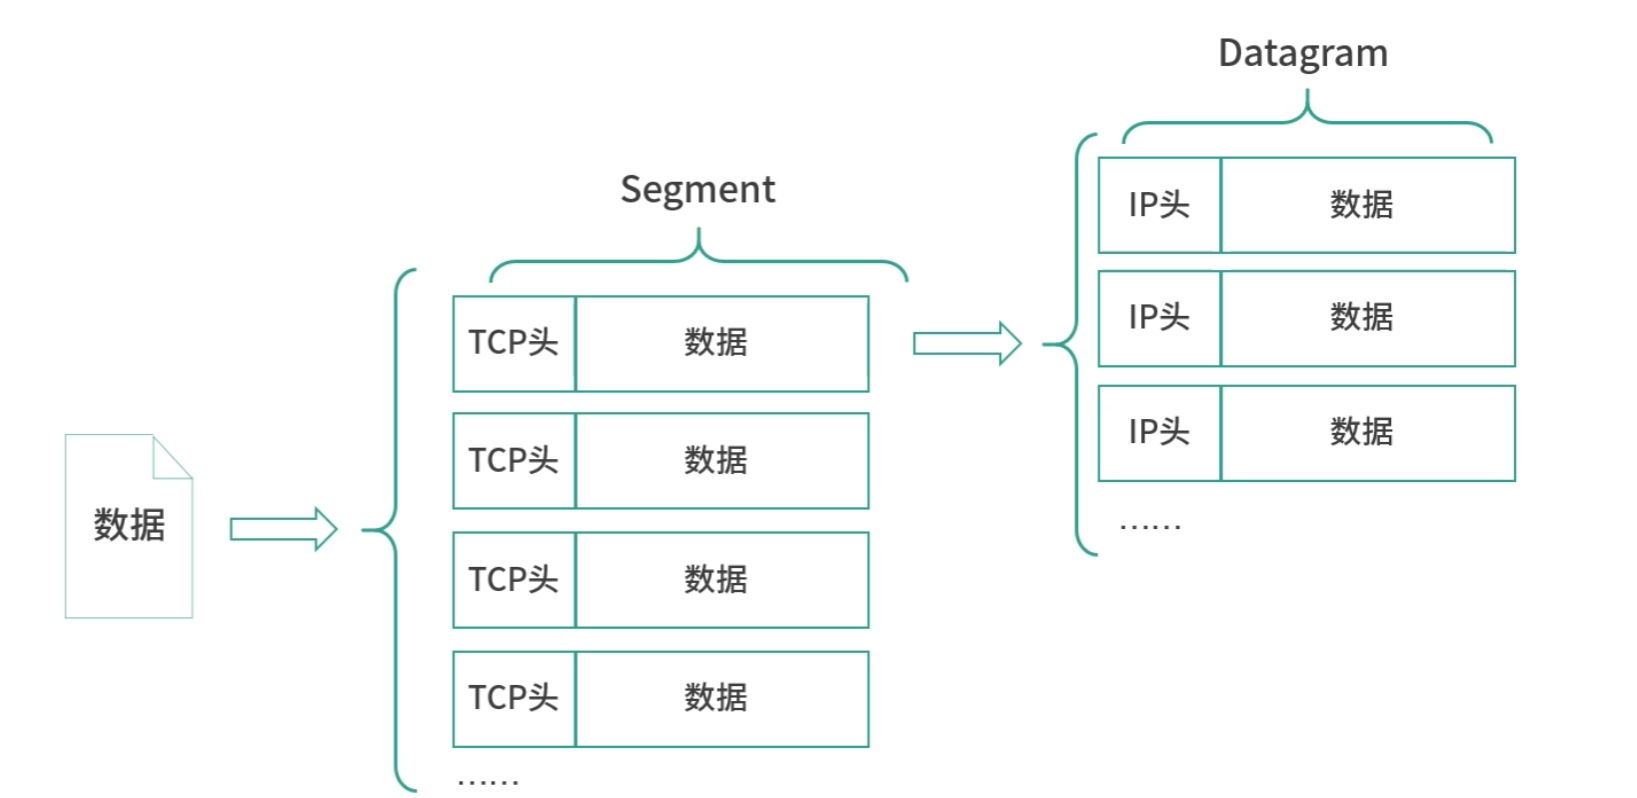 Datagram
IP头 数据
IP头 数据
IP头 数据
……
Segment
TCP头 数据
TCP头 数据
TCP头 数据
TCP头 数据
……
数据